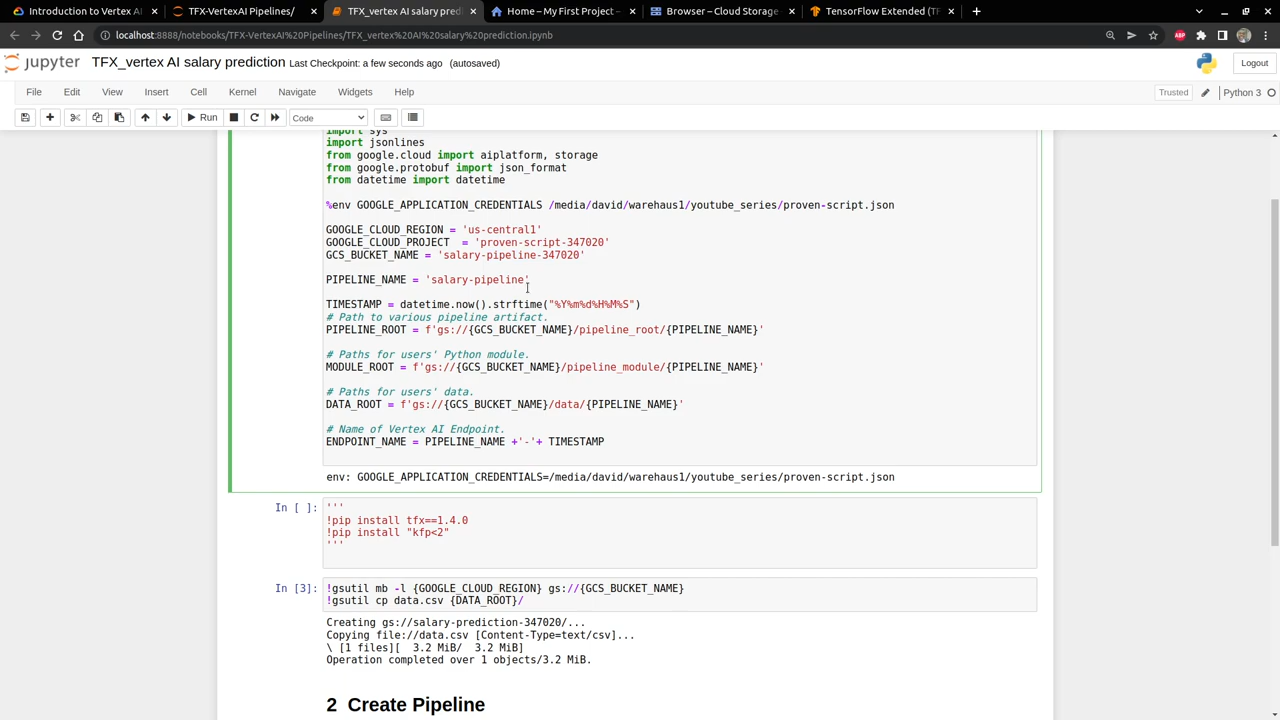 Introduction to Vertex AI
TFX-VertexAI Pipelines/
TFX_vertex AI salary predi
Home – My First Project –
Browser – Cloud Storage
TensorFlow Extended (TF
localhost:8888/notebooks/TFX-VertexAI%20Pipelines/TFX_vertex%20AI%20salary%20prediction.ipynb
ABP
jupyter TFX_vertex AI salary prediction Last Checkpoint: a few seconds ago (autosaved)
Logout
File Edit View Insert Cell Kernel Navigate Widgets Help
Trusted
Python 3
Run
Code
import sys
import jsonlines
from google.cloud import aiplatform, storage
from google.protobuf import json_format
from datetime import datetime
%env GOOGLE_APPLICATION_CREDENTIALS /media/david/warehaus1/youtube_series/proven-script.json
GOOGLE_CLOUD_REGION = 'us-central1'
GOOGLE_CLOUD_PROJECT  = 'proven-script-347020'
GCS_BUCKET_NAME = 'salary-pipeline-347020'
PIPELINE_NAME = 'salary-pipeline'
TIMESTAMP = datetime.now().strftime("%Y%m%d%H%M%S")
# Path to various pipeline artifact.
PIPELINE_ROOT = f'gs://{GCS_BUCKET_NAME}/pipeline_root/{PIPELINE_NAME}'
# Paths for users' Python module.
MODULE_ROOT = f'gs://{GCS_BUCKET_NAME}/pipeline_module/{PIPELINE_NAME}'
# Paths for users' data.
DATA_ROOT = f'gs://{GCS_BUCKET_NAME}/data/{PIPELINE_NAME}'
# Name of Vertex AI Endpoint.
ENDPOINT_NAME = PIPELINE_NAME +'-'+ TIMESTAMP
env: GOOGLE_APPLICATION_CREDENTIALS=/media/david/warehaus1/youtube_series/proven-script.json
In [ ]: '''
!pip install tfx==1.4.0
!pip install "kfp<2"
'''
In [3]: !gsutil mb -l {GOOGLE_CLOUD_REGION} gs://{GCS_BUCKET_NAME}
!gsutil cp data.csv {DATA_ROOT}/
Creating gs://salary-prediction-347020/...
Copying file://data.csv [Content-Type=text/csv]...
\ [1 files][  3.2 MiB/  3.2 MiB]
Operation completed over 1 objects/3.2 MiB.
2 Create Pipeline